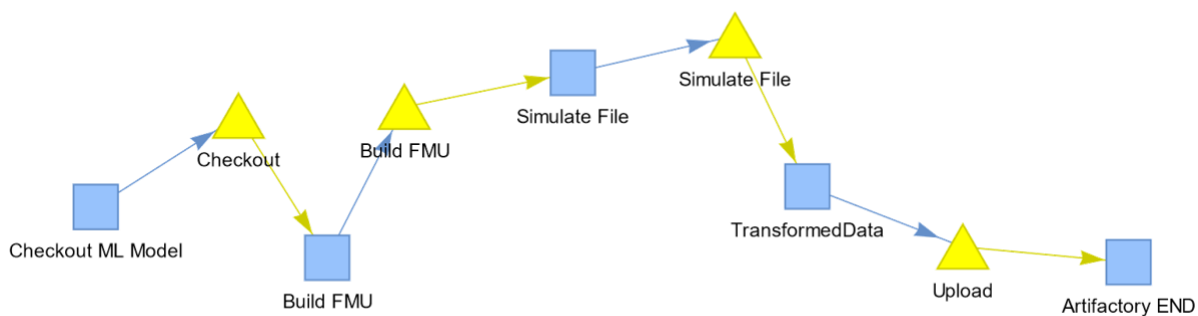 Checkout ML Model
Checkout
Build FMU
Build FMU
Simulate File
Simulate File
TransformedData
Upload
Artifactory END